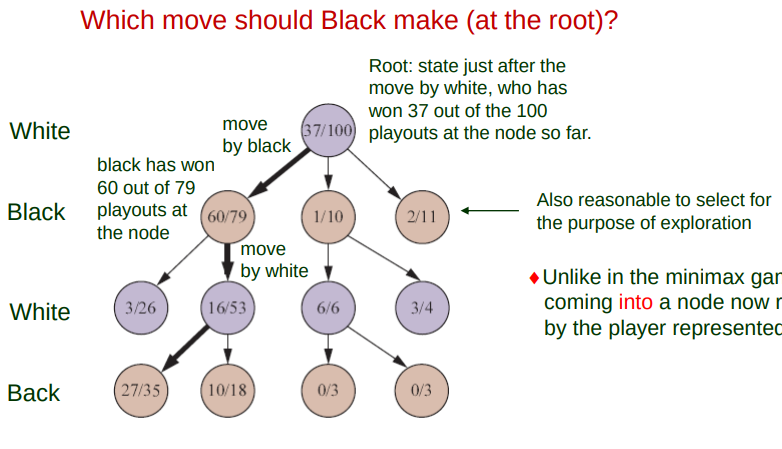 Which move should Black make (at the root)?
Root: state just after the
move by white, who has
won 37 out of the 100
playouts at the node so far.
White
move
by black
37/100
black has won
60 out of 79
playouts at
the node
Black
60/79
1/10
2/11
Also reasonable to select for
the purpose of exploration
move
by white
♦Unlike in the minimax
coming into a node now
by the player represented
White
3/26
16/53
6/6
3/4
Back
27/35
10/18
0/3
0/3